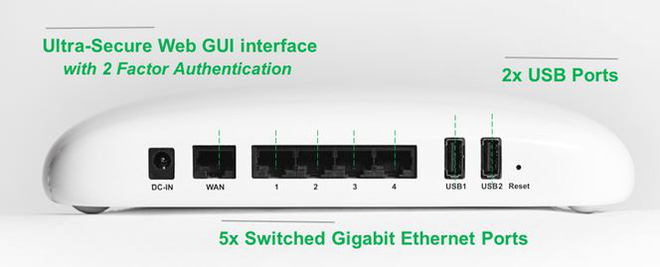 Ultra-Secure Web GUI interface
with 2 Factor Authentication
2x USB Ports
DC-IN WAN 1 2 3 4 USB1 USB2 Reset
5x Switched Gigabit Ethernet Ports